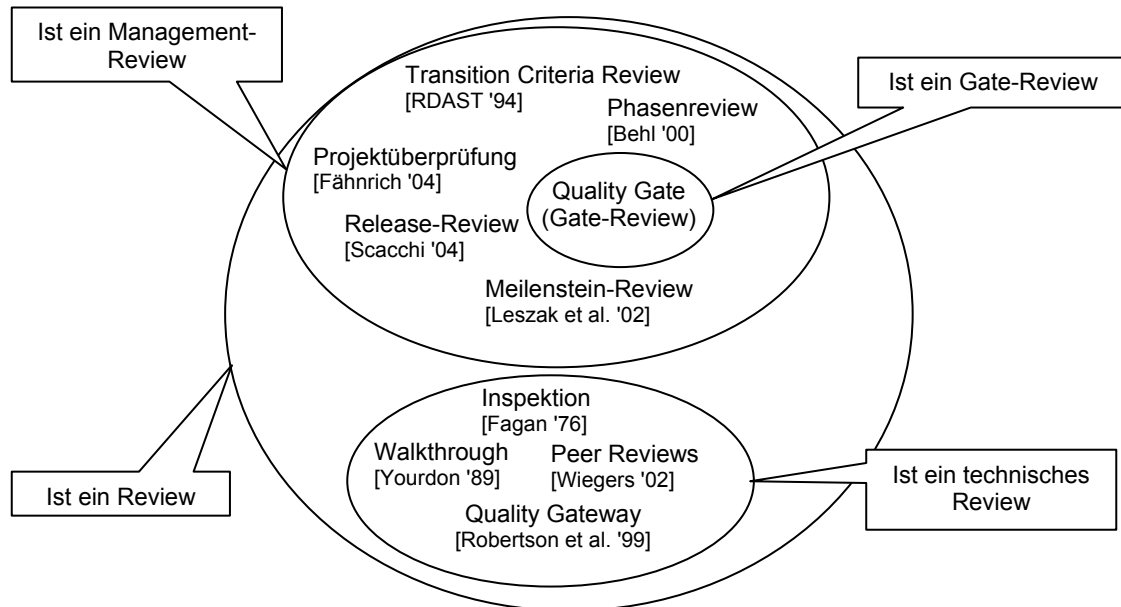 Ist ein Management-
Review
Transition Criteria Review
[RDAST '94]
Ist ein Gate-Review
Phasenreview
[Behl '00]
Projektüberprüfung
[Fähnrich '04]
Quality Gate
(Gate-Review)
Release-Review
[Scacchi '04]
Meilenstein-Review
[Leszak et al. '02]
Inspektion
[Fagan '76]
Walkthrough
[Yourdon '89]
Peer Reviews
[Wiegers '02]
Quality Gateway
[Robertson et al. '99]
Ist ein Review
Ist ein technisches
Review